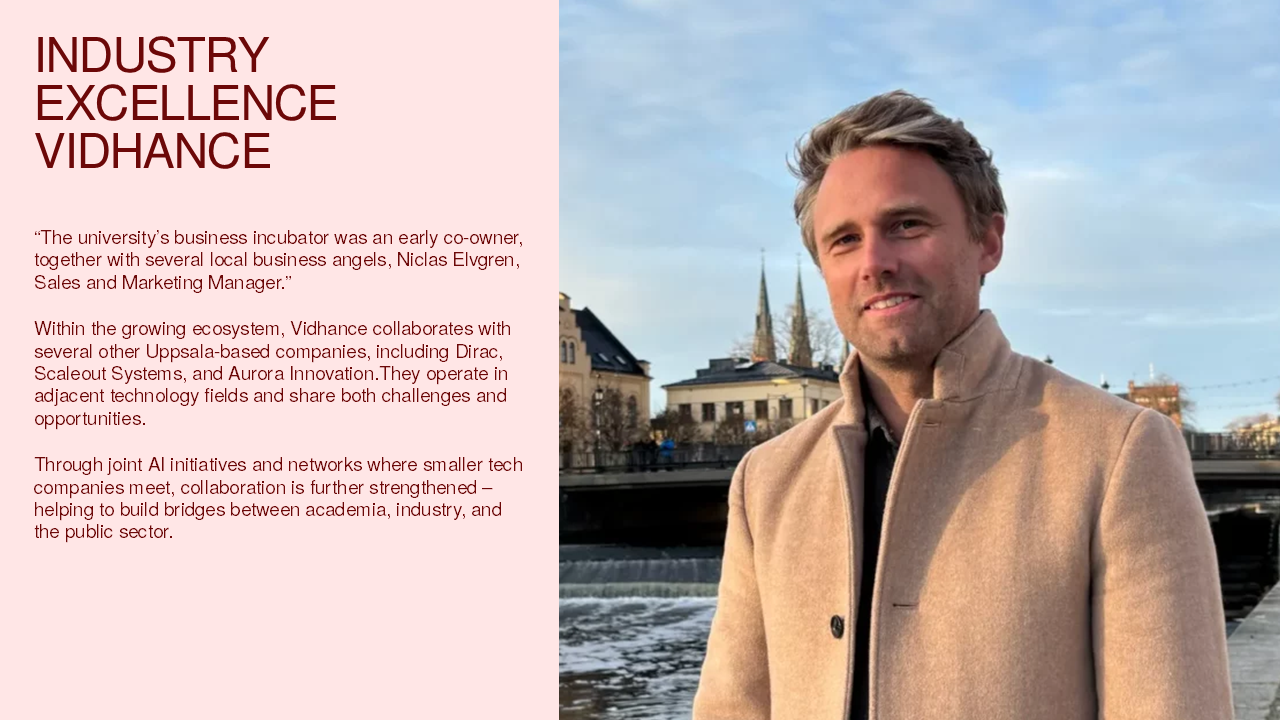 INDUSTRY
EXCELLENCE
VIDHANCE
“The university’s business incubator was an early co-owner,
together with several local business angels, Niclas Elvgren,
Sales and Marketing Manager.”
Within the growing ecosystem, Vidhance collaborates with
several other Uppsala-based companies, including Dirac,
Scaleout Systems, and Aurora Innovation.They operate in
adjacent technology fields and share both challenges and
opportunities.
Through joint AI initiatives and networks where smaller tech
companies meet, collaboration is further strengthened –
helping to build bridges between academia, industry, and
the public sector.